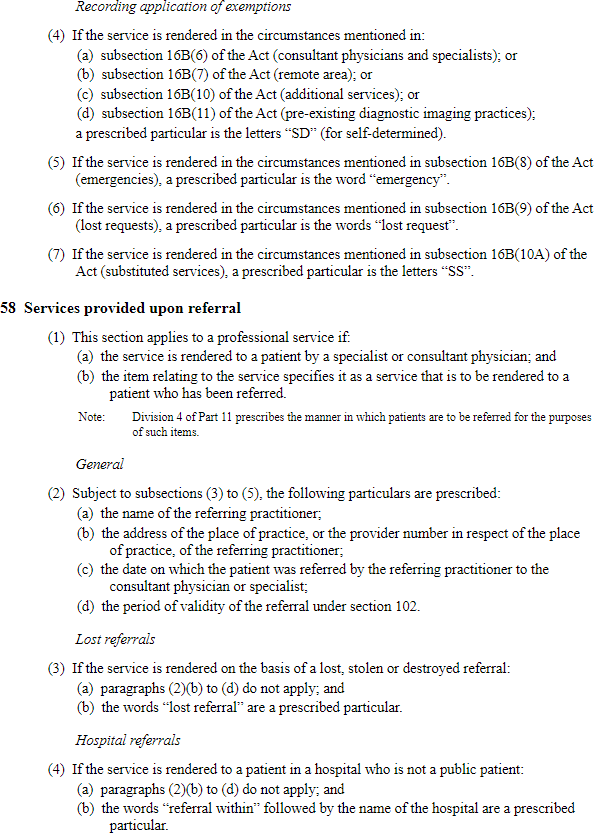 Recording application of exemptions
(4) If the service is rendered in the circumstances mentioned in:
(a) subsection 16B(6) of the Act (consultant physicians and specialists); or
(b) subsection 16B(7) of the Act (remote area); or
(c) subsection 16B(10) of the Act (additional services); or
(d) subsection 16B(11) of the Act (pre-existing diagnostic imaging practices);
a prescribed particular is the letters “SD” (for self-determined).
(5) If the service is rendered in the circumstances mentioned in subsection 16B(8) of the Act
(emergencies), a prescribed particular is the word “emergency”.
(6) If the service is rendered in the circumstances mentioned in subsection 16B(9) of the Act
(lost requests), a prescribed particular is the words “lost request”.
(7) If the service is rendered in the circumstances mentioned in subsection 16B(10A) of the
Act (substituted services), a prescribed particular is the letters “SS”.
58 Services provided upon referral
(1) This section applies to a professional service if:
(a) the service is rendered to a patient by a specialist or consultant physician; and
(b) the item relating to the service specifies it as a service that is to be rendered to a
patient who has been referred.
Note: Division 4 of Part 11 prescribes the manner in which patients are to be referred for the purposes
of such items.
General
(2) Subject to subsections (3) to (5), the following particulars are prescribed:
(a) the name of the referring practitioner;
(b) the address of the place of practice, or the provider number in respect of the place
of practice, of the referring practitioner;
(c) the date on which the patient was referred by the referring practitioner to the
consultant physician or specialist;
(d) the period of validity of the referral under section 102.
Lost referrals
(3) If the service is rendered on the basis of a lost, stolen or destroyed referral:
(a) paragraphs (2)(b) to (d) do not apply; and
(b) the words “lost referral” are a prescribed particular.
Hospital referrals
(4) If the service is rendered to a patient in a hospital who is not a public patient:
(a) paragraphs (2)(b) to (d) do not apply; and
(b) the words “referral within” followed by the name of the hospital are a prescribed
particular.